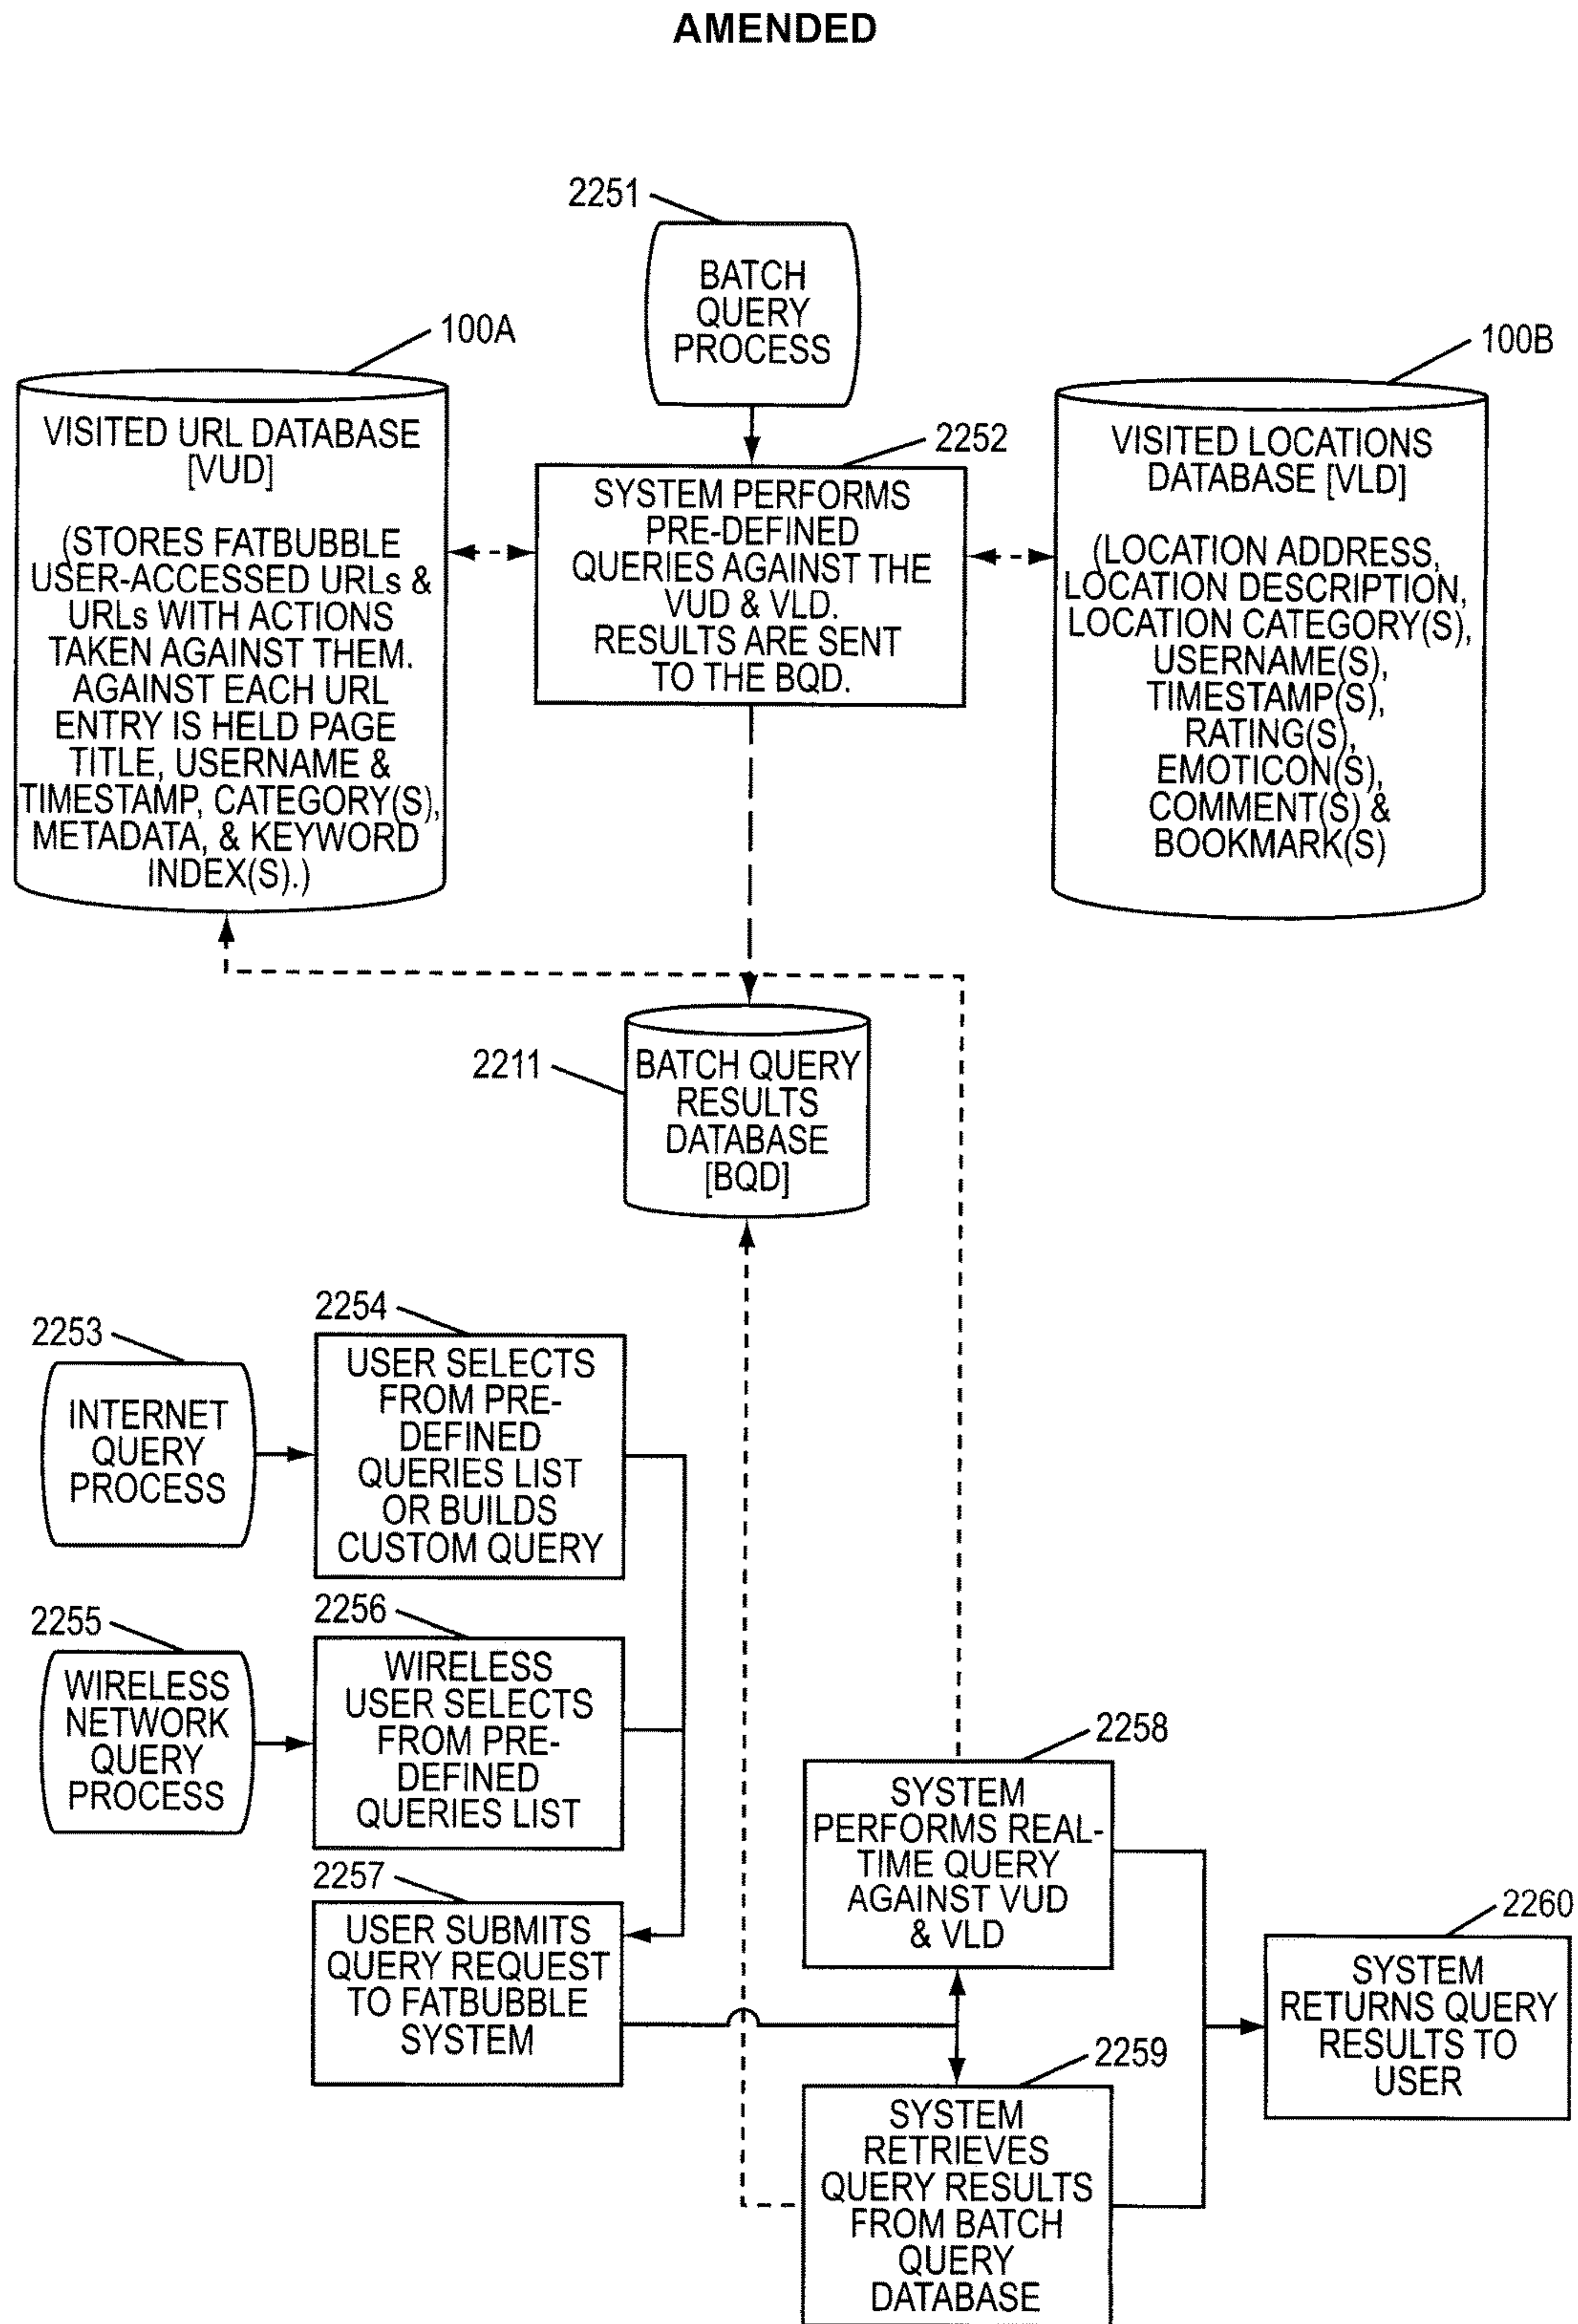 AMENDED
2251
BATCH
QUERY
PROCESS
100A
VISITED URL DATABASE
[VUD]
(STORES FATBUBBLE
USER-ACCESSED URLs &
URLs WITH ACTIONS
TAKEN AGAINST THEM.
AGAINST EACH URL
ENTRY IS HELD PAGE
TITLE, USERNAME &
TIMESTAMP, CATEGORY(S),
METADATA, & KEYWORD
INDEX(S).)
2252
SYSTEM PERFORMS
PRE-DEFINED
QUERIES AGAINST THE
VUD & VLD.
RESULTS ARE SENT
TO THE BQD.
100B
VISITED LOCATIONS
DATABASE [VLD]
(LOCATION ADDRESS,
LOCATION DESCRIPTION,
LOCATION CATEGORY(S),
USERNAME(S),
TIMESTAMP(S),
RATING(S),
EMOTICON(S),
COMMENT(S) &
BOOKMARK(S)
2211
BATCH QUERY
RESULTS
DATABASE
[BQD]
2253
INTERNET
QUERY
PROCESS
2254
USER SELECTS
FROM PRE-
DEFINED
QUERIES LIST
OR BUILDS
CUSTOM QUERY
2255
WIRELESS
NETWORK
QUERY
PROCESS
2256
WIRELESS
USER SELECTS
FROM PRE-
DEFINED
QUERIES LIST
2257
USER SUBMITS
QUERY REQUEST
TO FATBUBBLE
SYSTEM
2258
SYSTEM
PERFORMS REAL-
TIME QUERY
AGAINST VUD
& VLD
2259
SYSTEM
RETRIEVES
QUERY RESULTS
FROM BATCH
QUERY
DATABASE
2260
SYSTEM
RETURNS QUERY
RESULTS TO
USER